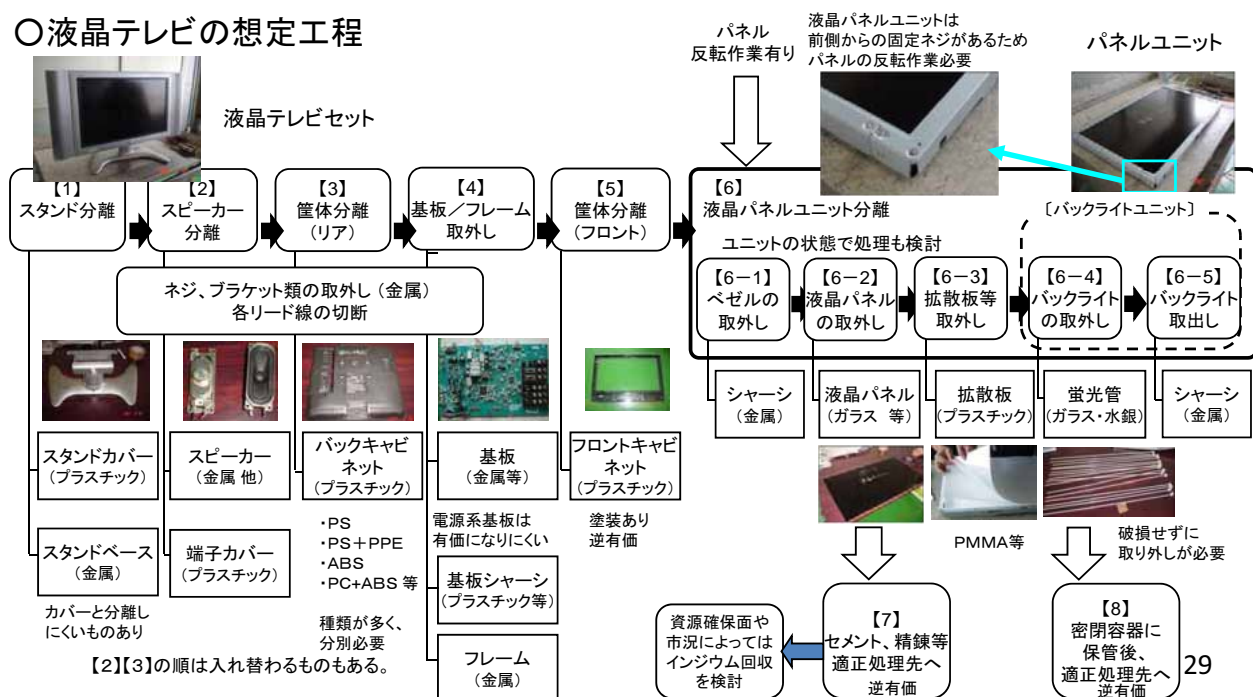 〇液晶テレビの想定工程
液晶テレビセット
パネル
反転作業有り
液晶パネルユニットは
前側からの固定ネジがあるため
パネルの反転作業必要
パネルユニット
【1】
スタンド分離
【2】
スピーカー
分離
【3】
筐体分離
(リア)
【4】
基板/フレーム
取外し
【5】
筐体分離
(フロント)
【6】
液晶パネルユニット分離
〔バックライトユニット〕
ユニットの状態で処理も検討
【6-1】
ベゼルの
取外し
【6-2】
液晶パネル
の取外し
【6-3】
拡散板等
取外し
【6-4】
バックライト
の取外し
【6-5】
バックライト
取出し
ネジ、ブラケット類の取外し(金属)
各リード線の切断
シャーシ
(金属)
液晶パネル
(ガラス 等)
拡散板
(プラスチック)
蛍光管
(ガラス・水銀)
シャーシ
(金属)
スタンドカバー
(プラスチック)
スピーカー
(金属 他)
バックキャビ
ネット
(プラスチック)
基板
(金属等)
フロントキャビ
ネット
(プラスチック)
スタンドベース
(金属)
カバーと分離し
にくいものあり
端子カバー
(プラスチック)
・PS
・PS+PPE
・ABS
・PC+ABS 等
種類が多く、
分別必要
電源系基板は
有価になりにくい
基板シャーシ
(プラスチック等)
フレーム
(金属)
塗装あり
逆有価
PMMA等
破損せずに
取り外しが必要
【2】【3】の順は入れ替わるものもある。
資源確保面や
市況によっては
インジウム回収
を検討
【7】
セメント、精錬等
適正処理先へ
逆有価
【8】
密閉容器に
保管後、
適正処理先へ
逆有価
29